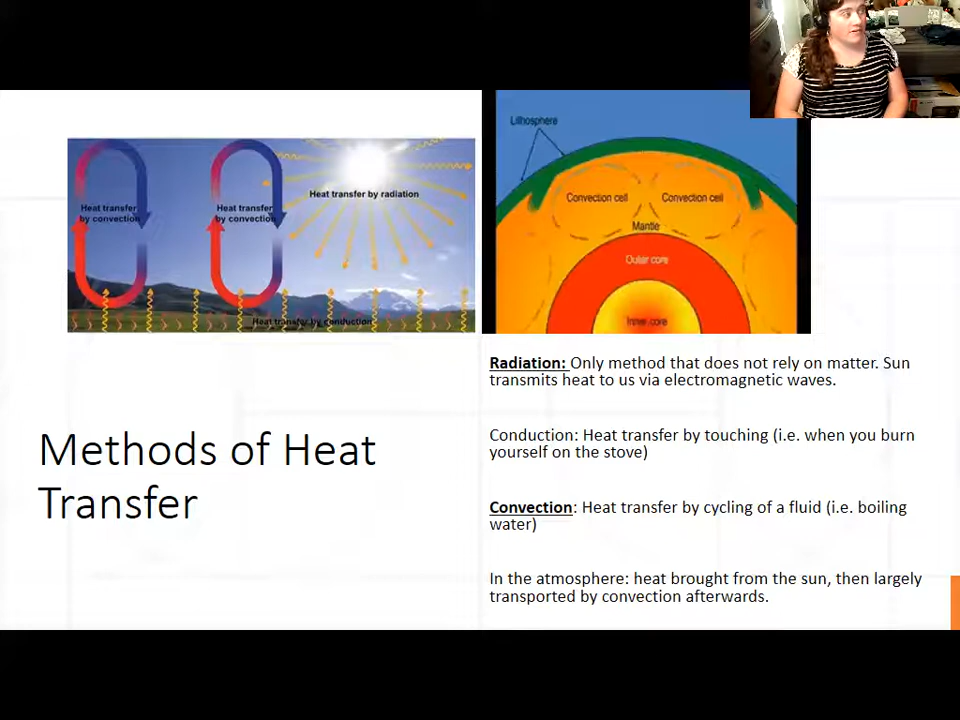 Heat transfer
by convection
Heat transfer
by convection
Heat transfer by radiation
Heat transfer by conduction
Lithosphere
Convection cell
Convection cell
Mantle
Outer core
Inner core
Methods of Heat
Transfer
Radiation: Only method that does not rely on matter. Sun
transmits heat to us via electromagnetic waves.
Conduction: Heat transfer by touching (i.e. when you burn
yourself on the stove)
Convection: Heat transfer by cycling of a fluid (i.e. boiling
water)
In the atmosphere: heat brought from the sun, then largely
transported by convection afterwards.